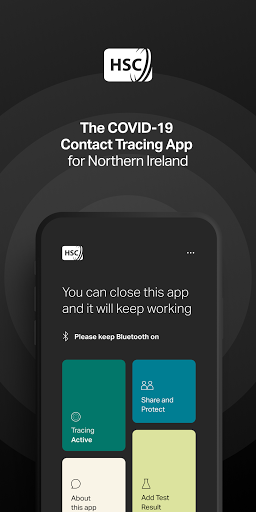 HSC
The COVID-19
Contact Tracing App
for Northern Ireland
HSC
You can close this app
and it will keep working
Please keep Bluetooth on
Tracing
Active
Share and
Protect
About
this app
Add Test
Result